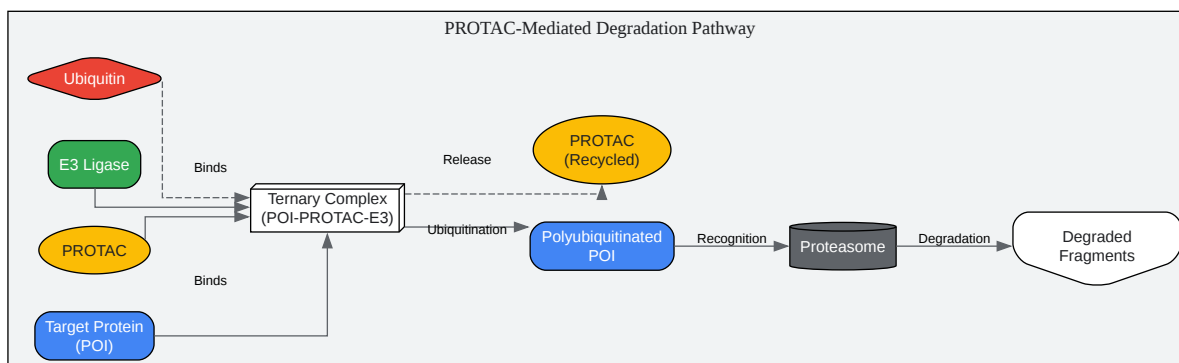 PROTAC-Mediated Degradation Pathway
Ubiquitin
E3 Ligase
PROTAC
Target Protein
(POI)
Binds
Binds
Ternary Complex
(POI-PROTAC-E3)
Release
PROTAC
(Recycled)
Ubiquitination
Polyubiquitinated
POI
Recognition
Proteasome
Degradation
Degraded
Fragments